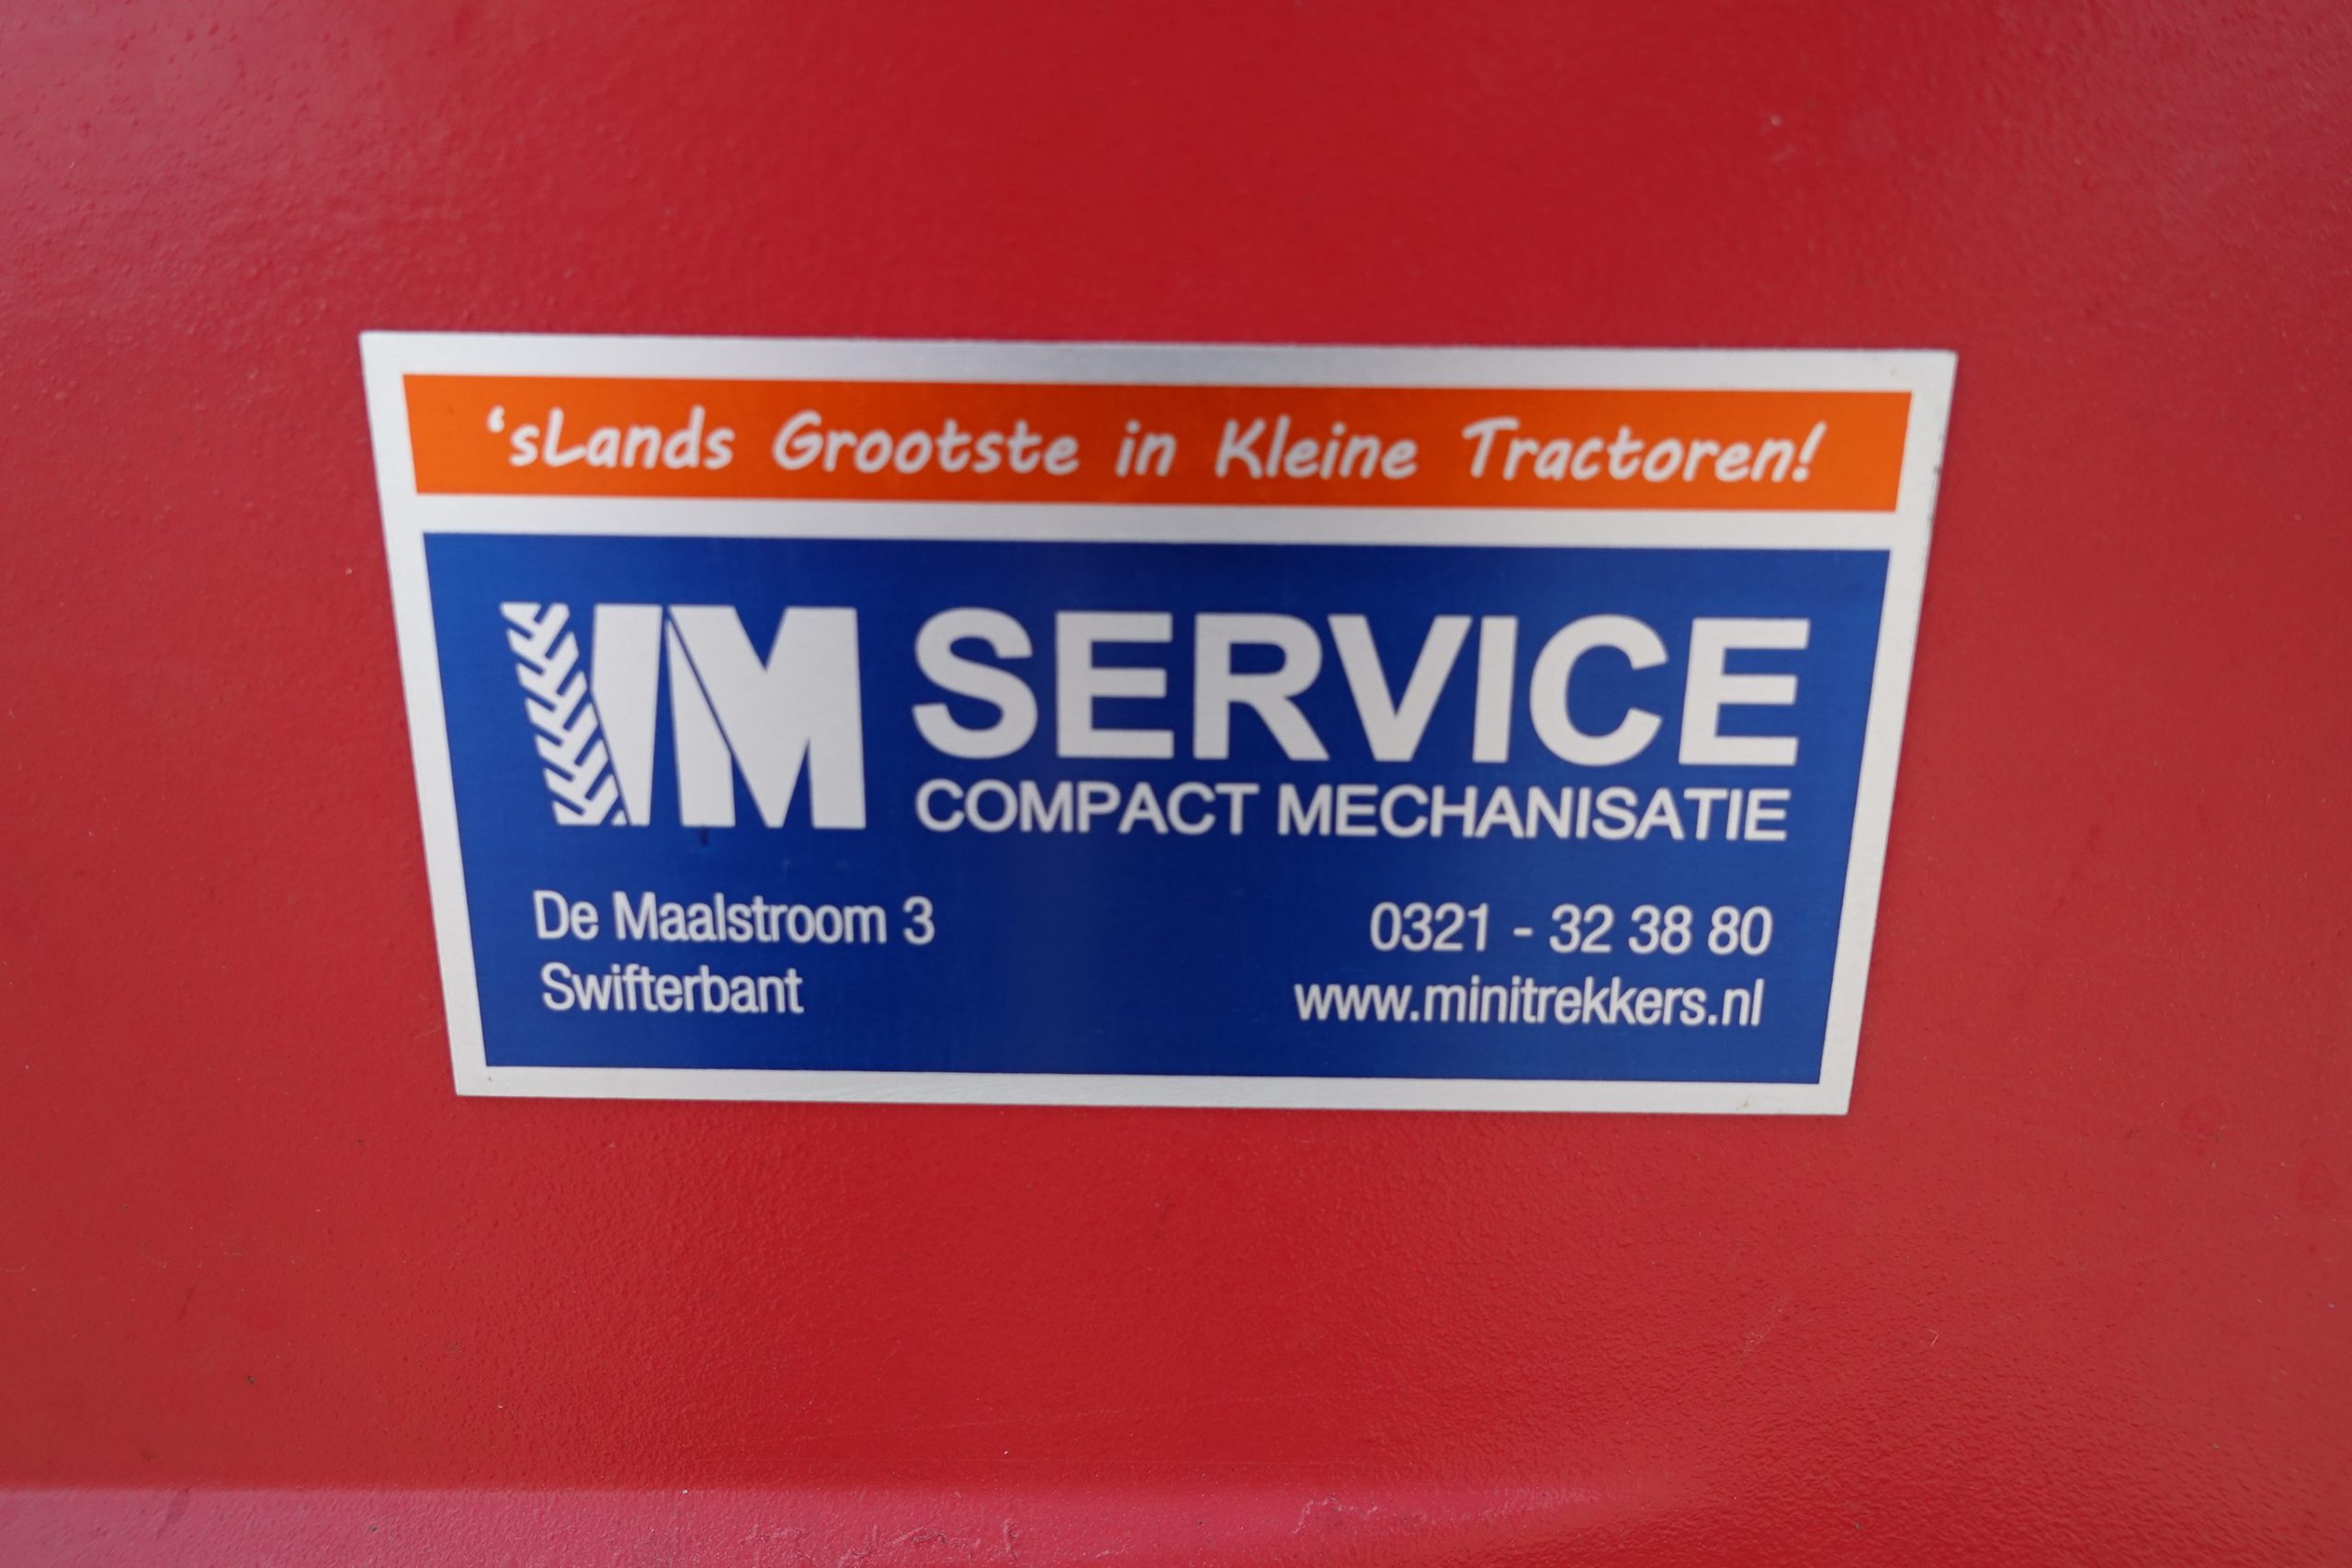 ‘sLands Grootste in Kleine Tractoren!
IM SERVICE
COMPACT MECHANISATIE
De Maalstroom 3
0321 - 32 38 80
Swifterbant
www.minitrekkers.nl